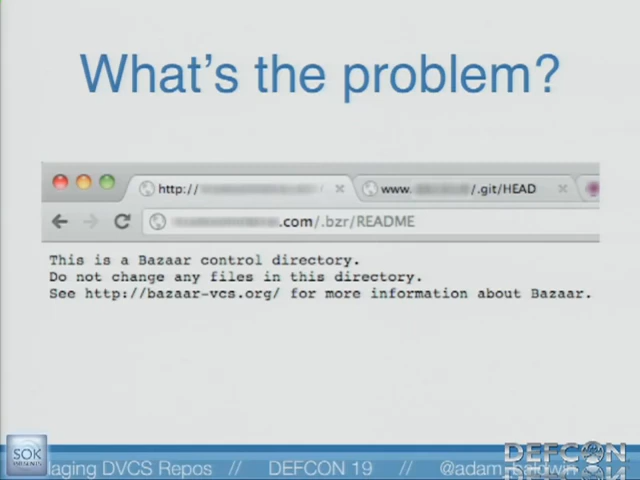 What's the problem?
http://
/
www.
/.git/HEAD
.com/.bzr/README
This is a Bazaar control directory.
Do not change any files in this directory.
See http://bazaar-vcs.org/ for more information about Bazaar.
SOK
aging DVCS Repos // DEFCON 19 // @adam_baldwin
DEFCON